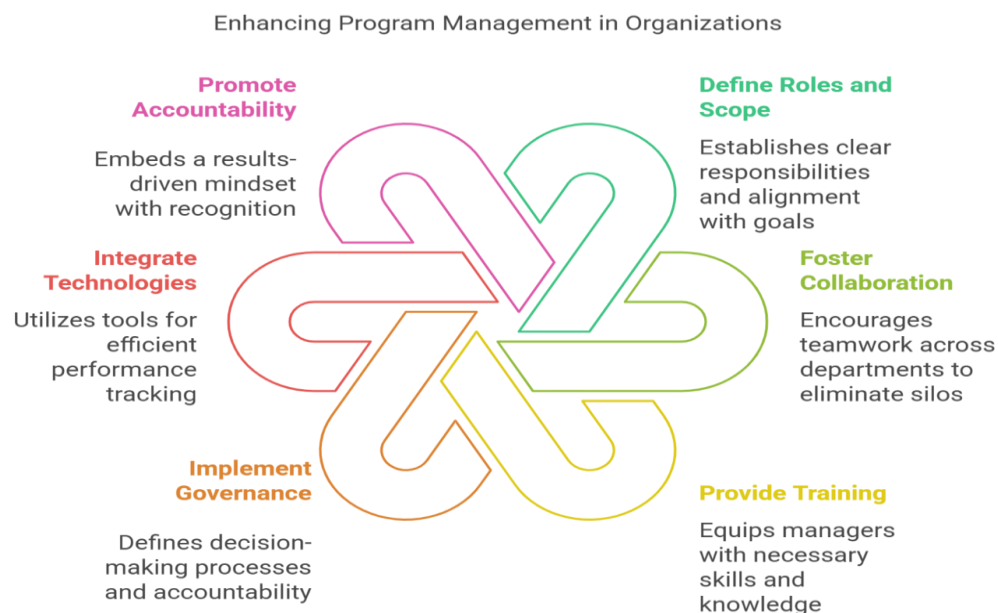 Enhancing Program Management in Organizations
Promote
Accountability
Embeds a results-
driven mindset
with recognition
Define Roles and
Scope
Establishes clear
responsibilities
and alignment
with goals
Integrate
Technologies
Utilizes tools for
efficient
performance
tracking
Foster
Collaboration
Encourages
teamwork across
departments to
eliminate silos
Implement
Governance
Defines decision-
making processes
and accountability
Provide Training
Equips managers
with necessary
skills and
knowledge